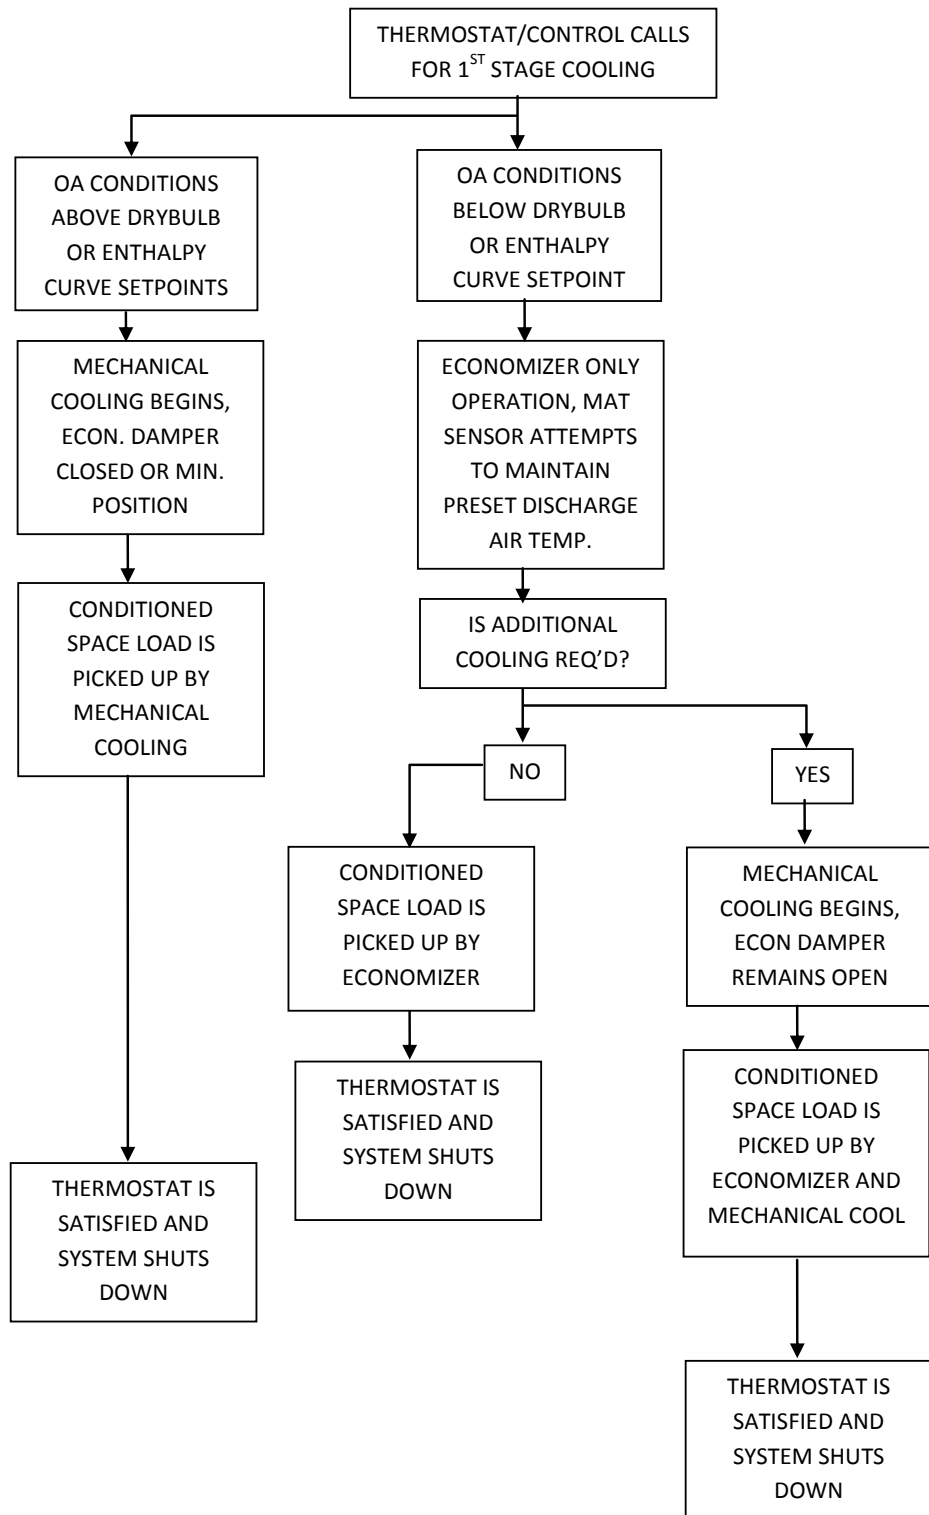 THERMOSTAT/CONTROL CALLS
FOR 1ST STAGE COOLING
OA CONDITIONS
ABOVE DRYBULB
OR ENTHALPY
CURVE SETPOINTS
OA CONDITIONS
BELOW DRYBULB
OR ENTHALPY
CURVE SETPOINT
MECHANICAL
COOLING BEGINS,
ECON. DAMPER
CLOSED OR MIN.
POSITION
ECONOMIZER ONLY
OPERATION, MAT
SENSOR ATTEMPTS
TO MAINTAIN
PRESET DISCHARGE
AIR TEMP.
CONDITIONED
SPACE LOAD IS
PICKED UP BY
MECHANICAL
COOLING
IS ADDITIONAL
COOLING REQ’D?
NO
YES
CONDITIONED
SPACE LOAD IS
PICKED UP BY
ECONOMIZER
MECHANICAL
COOLING BEGINS,
ECON DAMPER
REMAINS OPEN
THERMOSTAT IS
SATISFIED AND
SYSTEM SHUTS
DOWN
CONDITIONED
SPACE LOAD IS
PICKED UP BY
ECONOMIZER AND
MECHANICAL COOL
THERMOSTAT IS
SATISFIED AND
SYSTEM SHUTS
DOWN
THERMOSTAT IS
SATISFIED AND
SYSTEM SHUTS
DOWN